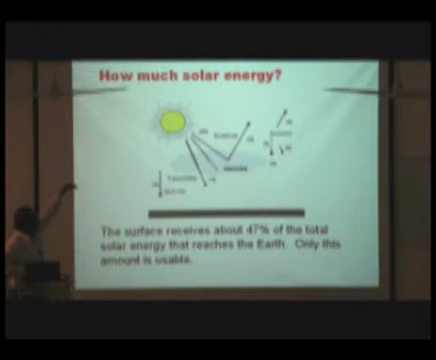 How much solar energy?
The surface receives about 47% of the total
solar energy that reaches the Earth. Only this
amount is usable.